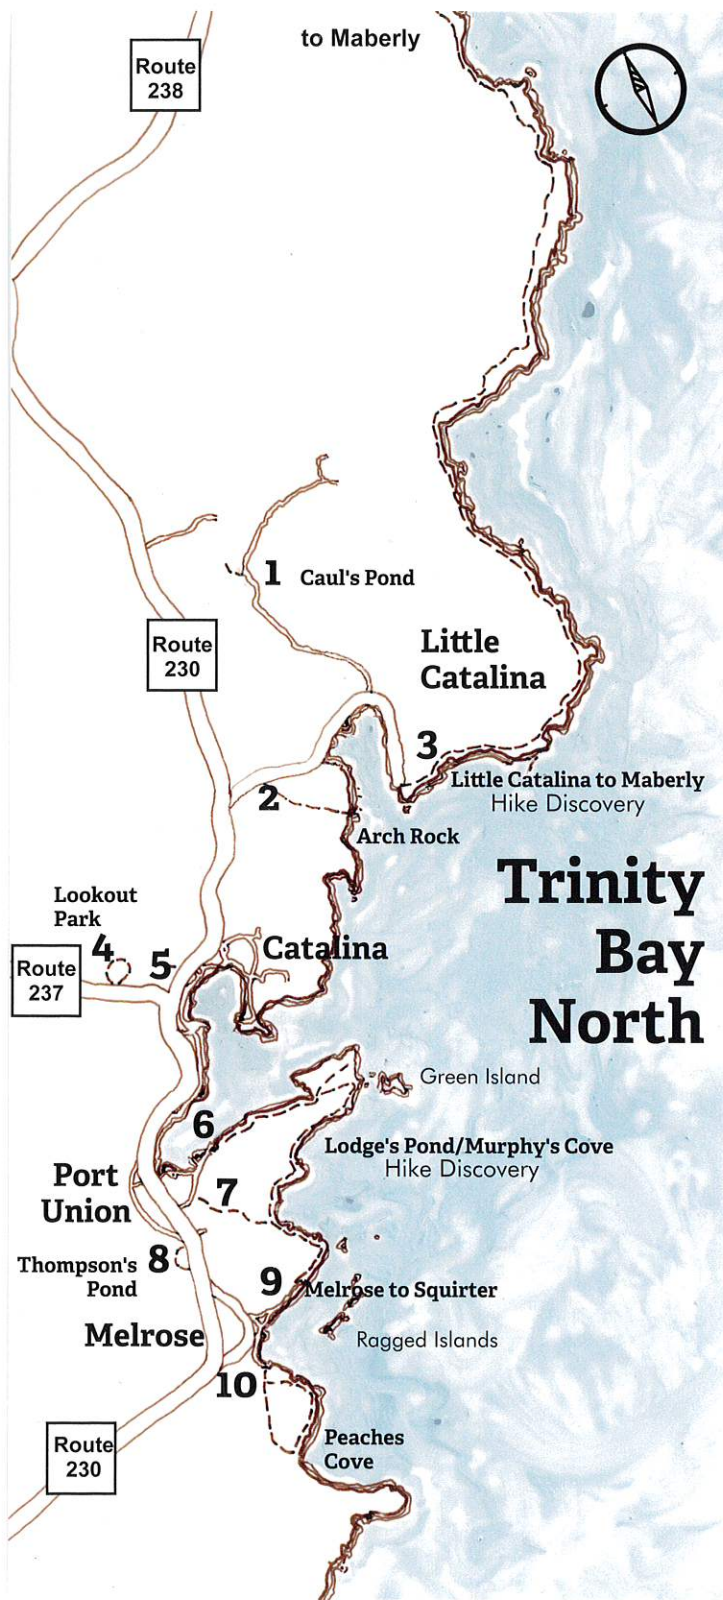 to Maberly
Route
238
1 Caul's Pond
Route
230
Little
Catalina
3
Little Catalina to Maberly
Hike Discovery
2
Arch Rock
Trinity
Bay
North
Lookout
Park
4
5
Catalina
Route
237
Green Island
6
Lodge's Pond/Murphy's Cove
Hike Discovery
Port
Union
7
Thompson's
Pond
8
9
Melrose to Squirter
Melrose
Ragged Islands
10
Peaches
Cove
Route
230